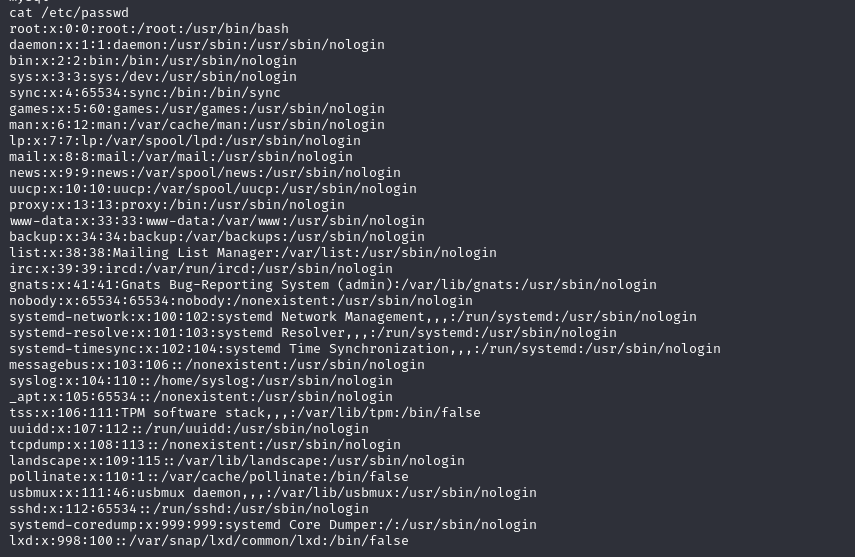 cat /etc/passwd
root:x:0:0:root:/root:/usr/bin/bash
daemon:x:1:1:daemon:/usr/sbin:/usr/sbin/nologin
bin:x:2:2:bin:/bin:/usr/sbin/nologin
sys:x:3:3:sys:/dev:/usr/sbin/nologin
sync:x:4:65534:sync:/bin:/bin/sync
games:x:5:60:games:/usr/games:/usr/sbin/nologin
man:x:6:12:man:/var/cache/man:/usr/sbin/nologin
lp:x:7:7:lp:/var/spool/lpd:/usr/sbin/nologin
mail:x:8:8:mail:/var/mail:/usr/sbin/nologin
news:x:9:9:news:/var/spool/news:/usr/sbin/nologin
uucp:x:10:10:uucp:/var/spool/uucp:/usr/sbin/nologin
proxy:x:13:13:proxy:/bin:/usr/sbin/nologin
www-data:x:33:33:www-data:/var/www:/usr/sbin/nologin
backup:x:34:34:backup:/var/backups:/usr/sbin/nologin
list:x:38:38:Mailing List Manager:/var/list:/usr/sbin/nologin
irc:x:39:39:ircd:/var/run/ircd:/usr/sbin/nologin
gnats:x:41:41:Gnats Bug-Reporting System (admin):/var/lib/gnats:/usr/sbin/nologin
nobody:x:65534:65534:nobody:/nonexistent:/usr/sbin/nologin
systemd-network:x:100:102:systemd Network Management,,,:/run/systemd:/usr/sbin/nologin
systemd-resolve:x:101:103:systemd Resolver,,,:/run/systemd:/usr/sbin/nologin
systemd-timesync:x:102:104:systemd Time Synchronization,,,:/run/systemd:/usr/sbin/nologin
messagebus:x:103:106::/nonexistent:/usr/sbin/nologin
syslog:x:104:110::/home/syslog:/usr/sbin/nologin
_apt:x:105:65534::/nonexistent:/usr/sbin/nologin
tss:x:106:111:TPM software stack,,,:/var/lib/tpm:/bin/false
uuidd:x:107:112::/run/uuidd:/usr/sbin/nologin
tcpdump:x:108:113::/nonexistent:/usr/sbin/nologin
landscape:x:109:115::/var/lib/landscape:/usr/sbin/nologin
pollinate:x:110:1::/var/cache/pollinate:/bin/false
usbmux:x:111:46:usbmux daemon,,,:/var/lib/usbmux:/usr/sbin/nologin
sshd:x:112:65534::/run/sshd:/usr/sbin/nologin
systemd-coredump:x:999:999:systemd Core Dumper:/:/usr/sbin/nologin
lxd:x:998:100::/var/snap/lxd/common/lxd:/bin/false